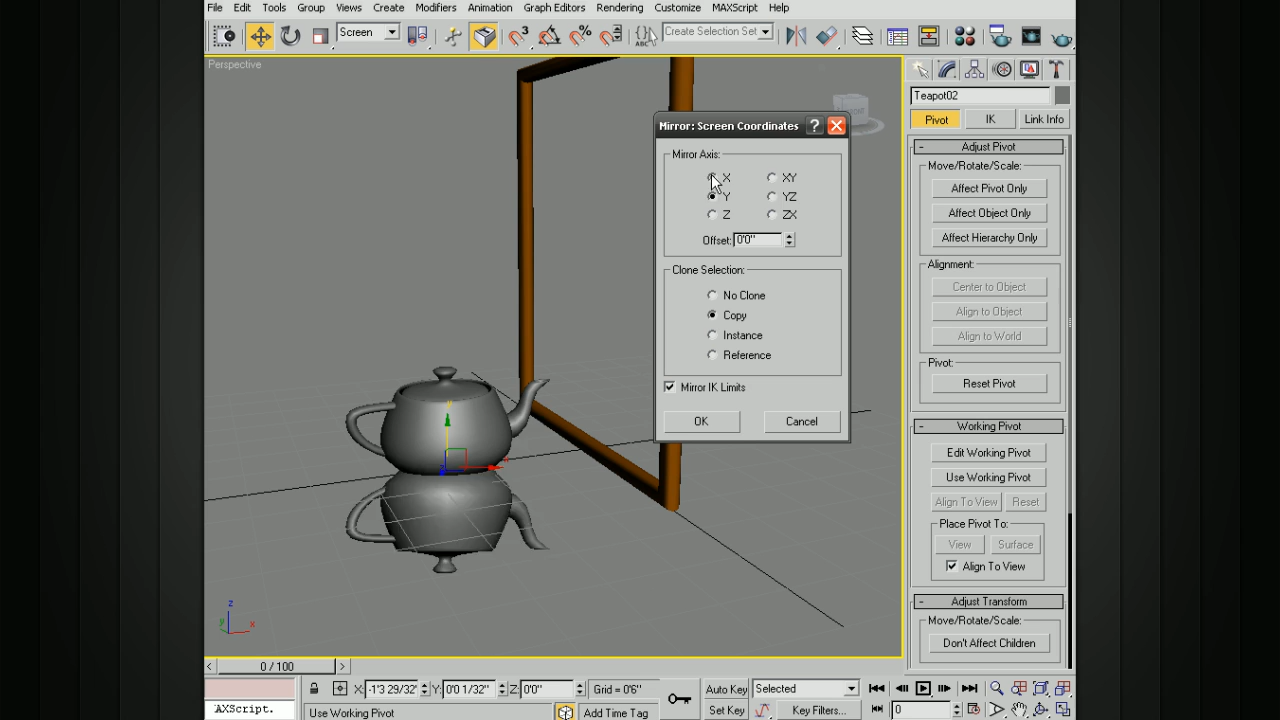 File Edit Tools Group Views Create Modifiers Animation Graph Editors Rendering Customize MAXScript Help
Screen
3
%
ABC
Create Selection Set
Perspective
Teapot02
Pivot IK Link Info
Mirror: Screen Coordinates ?
Mirror Axis:
X XY
Y YZ
Z ZX
Offset: 0'0"
Clone Selection:
No Clone
Copy
Instance
Reference
Mirror IK Limits
OK Cancel
- Adjust Pivot
Move/Rotate/Scale:
Affect Pivot Only
Affect Object Only
Affect Hierarchy Only
Alignment:
Center to Object
Align to Object
Align to World
Pivot:
Reset Pivot
- Working Pivot
Edit Working Pivot
Use Working Pivot
Align To View Reset
Place Pivot To:
View Surface
Align To View
- Adjust Transform
Move/Rotate/Scale:
Don't Affect Children
z
y
x
< 0 / 100 >
X: -1'3 29/32" Y: 0'0 1/32" Z: 0'0" Grid = 0'6" Auto Key Selected
AXScript. Use Working Pivot Add Time Tag Set Key Key Filters... 0